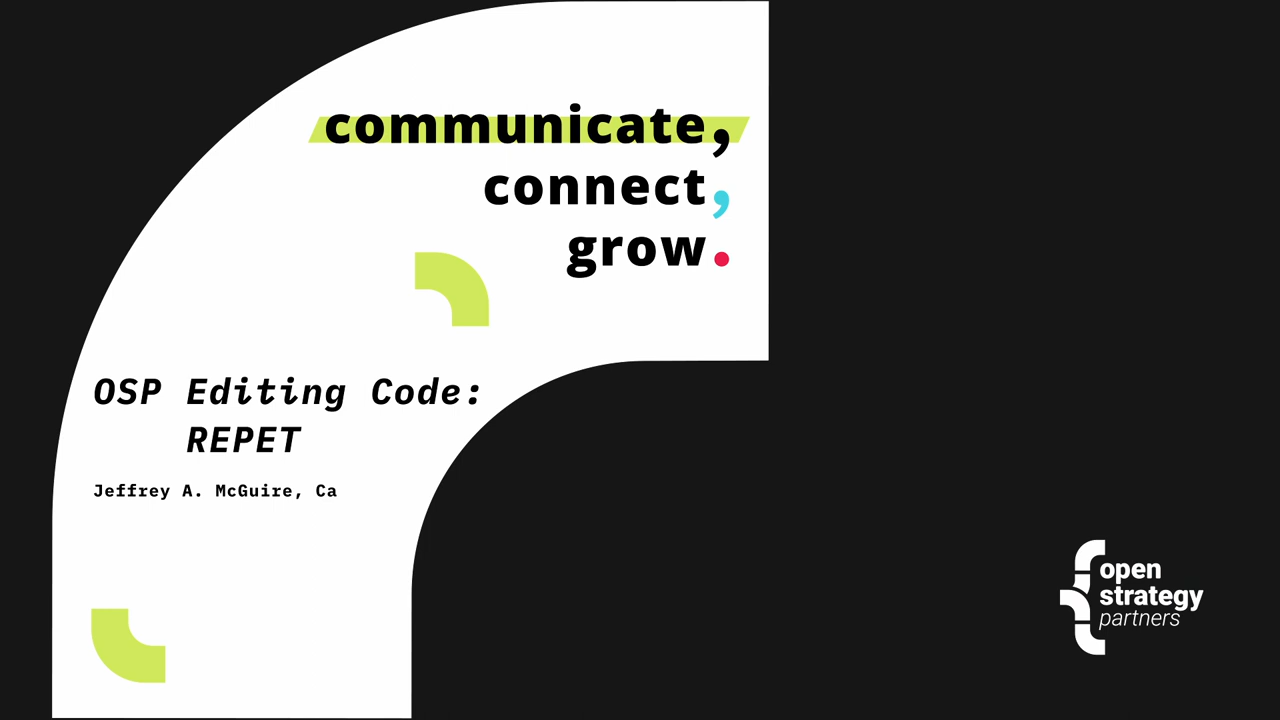 communicate,
connect,
grow.
OSP Editing Code:
REPET
Jeffrey A. McGuire, Ca
open
strategy
partners